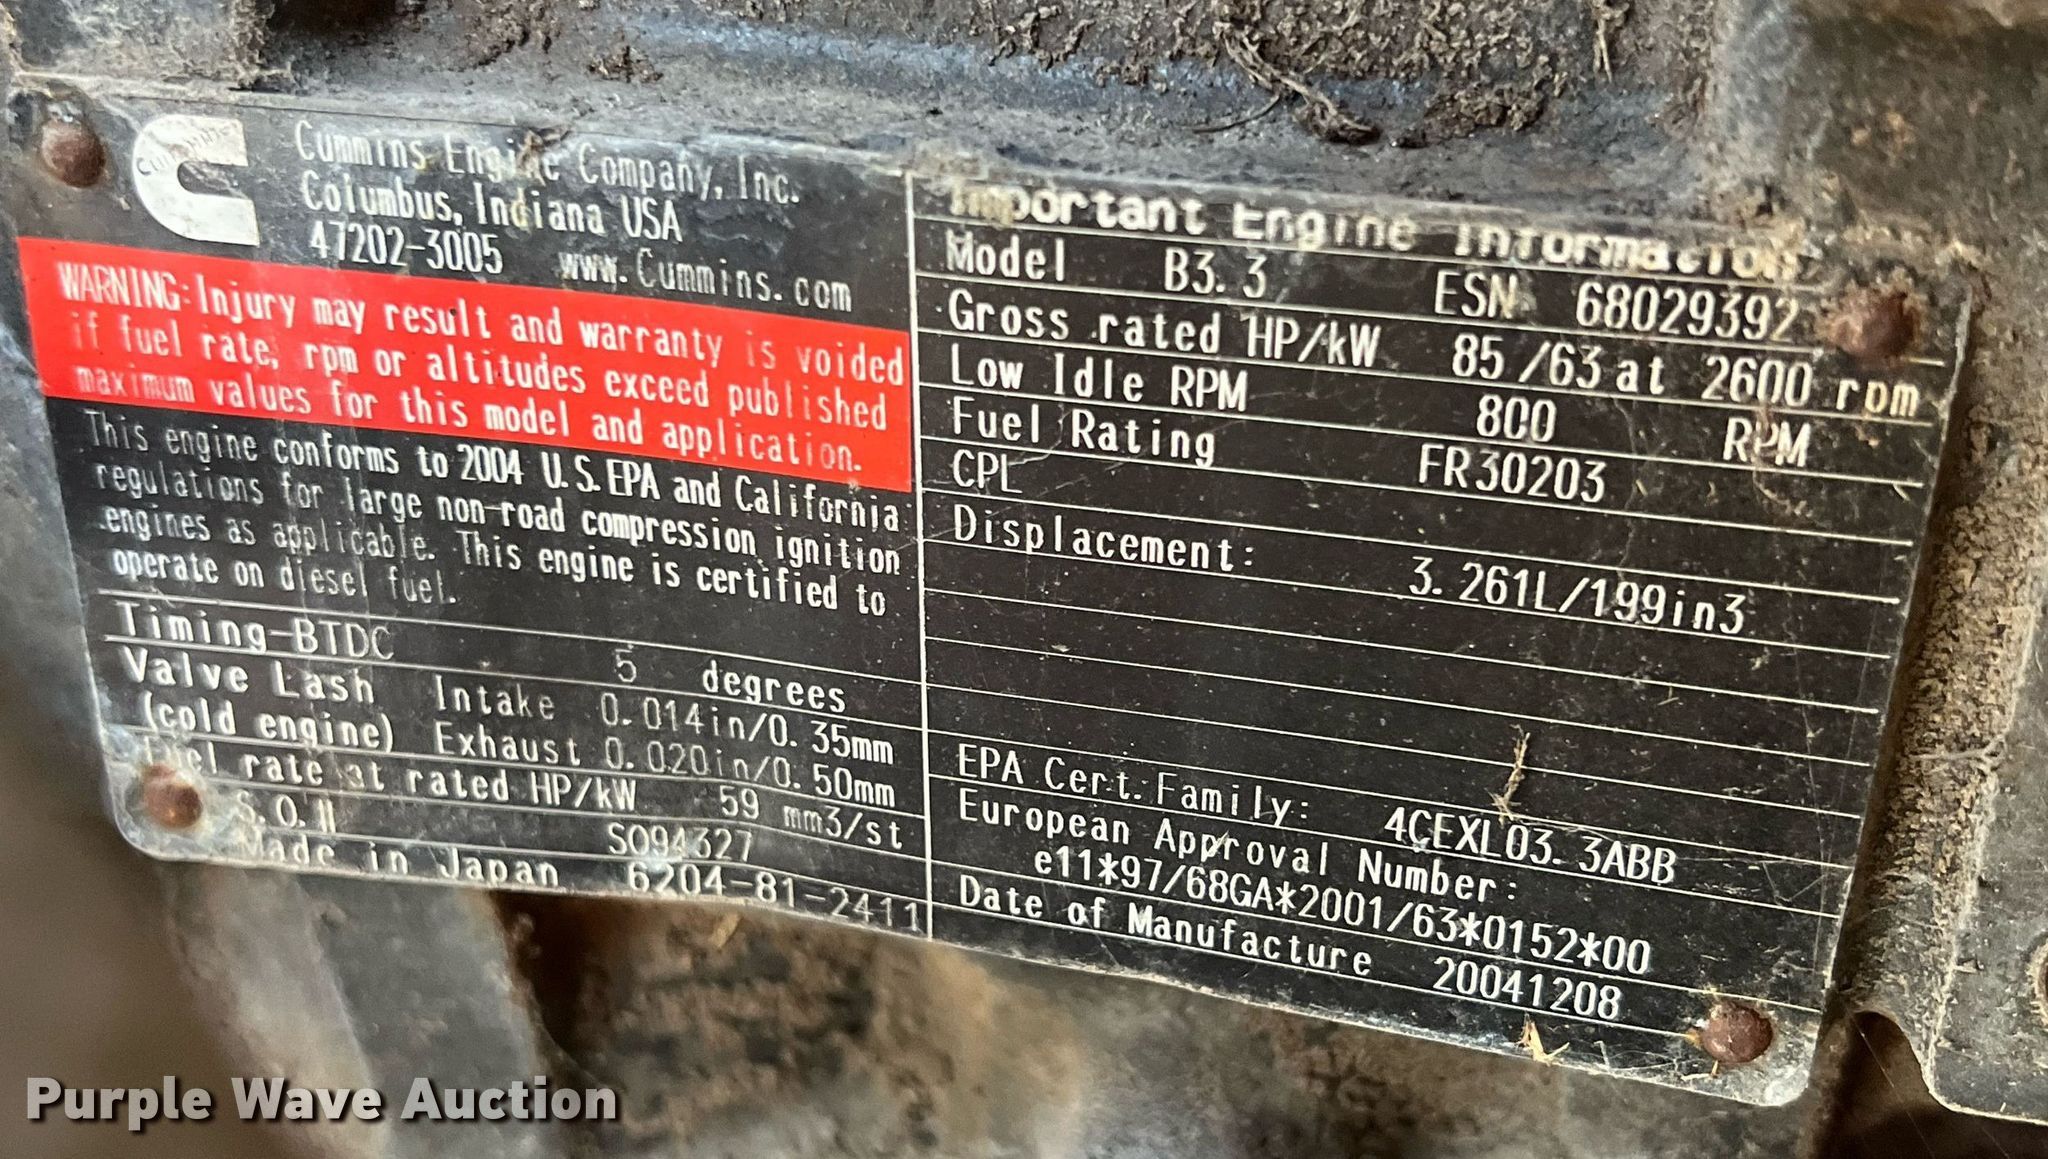 CUMMINS
Cummins Engine Company, Inc.
Columbus, Indiana USA
47202-3005 www.Cummins.com
WARNING: Injury may result and warranty is voided
if fuel rate, rpm or altitudes exceed published
maximum values for this model and application.
This engine conforms to 2004 U.S.EPA and California
regulations for large non-road compression ignition
engines as applicable. This engine is certified to
operate on diesel fuel.
Timing-BTDC 5 degrees
Valve Lash Intake 0.014in/0.35mm
(cold engine) Exhaust 0.020in/0.50mm
Fuel rate at rated HP/kW 59 mm3/st
S.O.N SO94327
Made in Japan 6204-81-2411
Important Engine Information
Model B3.3 ESN 68029392
Gross rated HP/kW 85/63 at 2600 rpm
Low Idle RPM 800 RPM
Fuel Rating FR30203
CPL
Displacement: 3.261L/199in3
EPA Cert. Family: 4CEXL03.3ABB
European Approval Number:
e11*97/68GA*2001/63*0152*00
Date of Manufacture 20041208
Purple Wave Auction